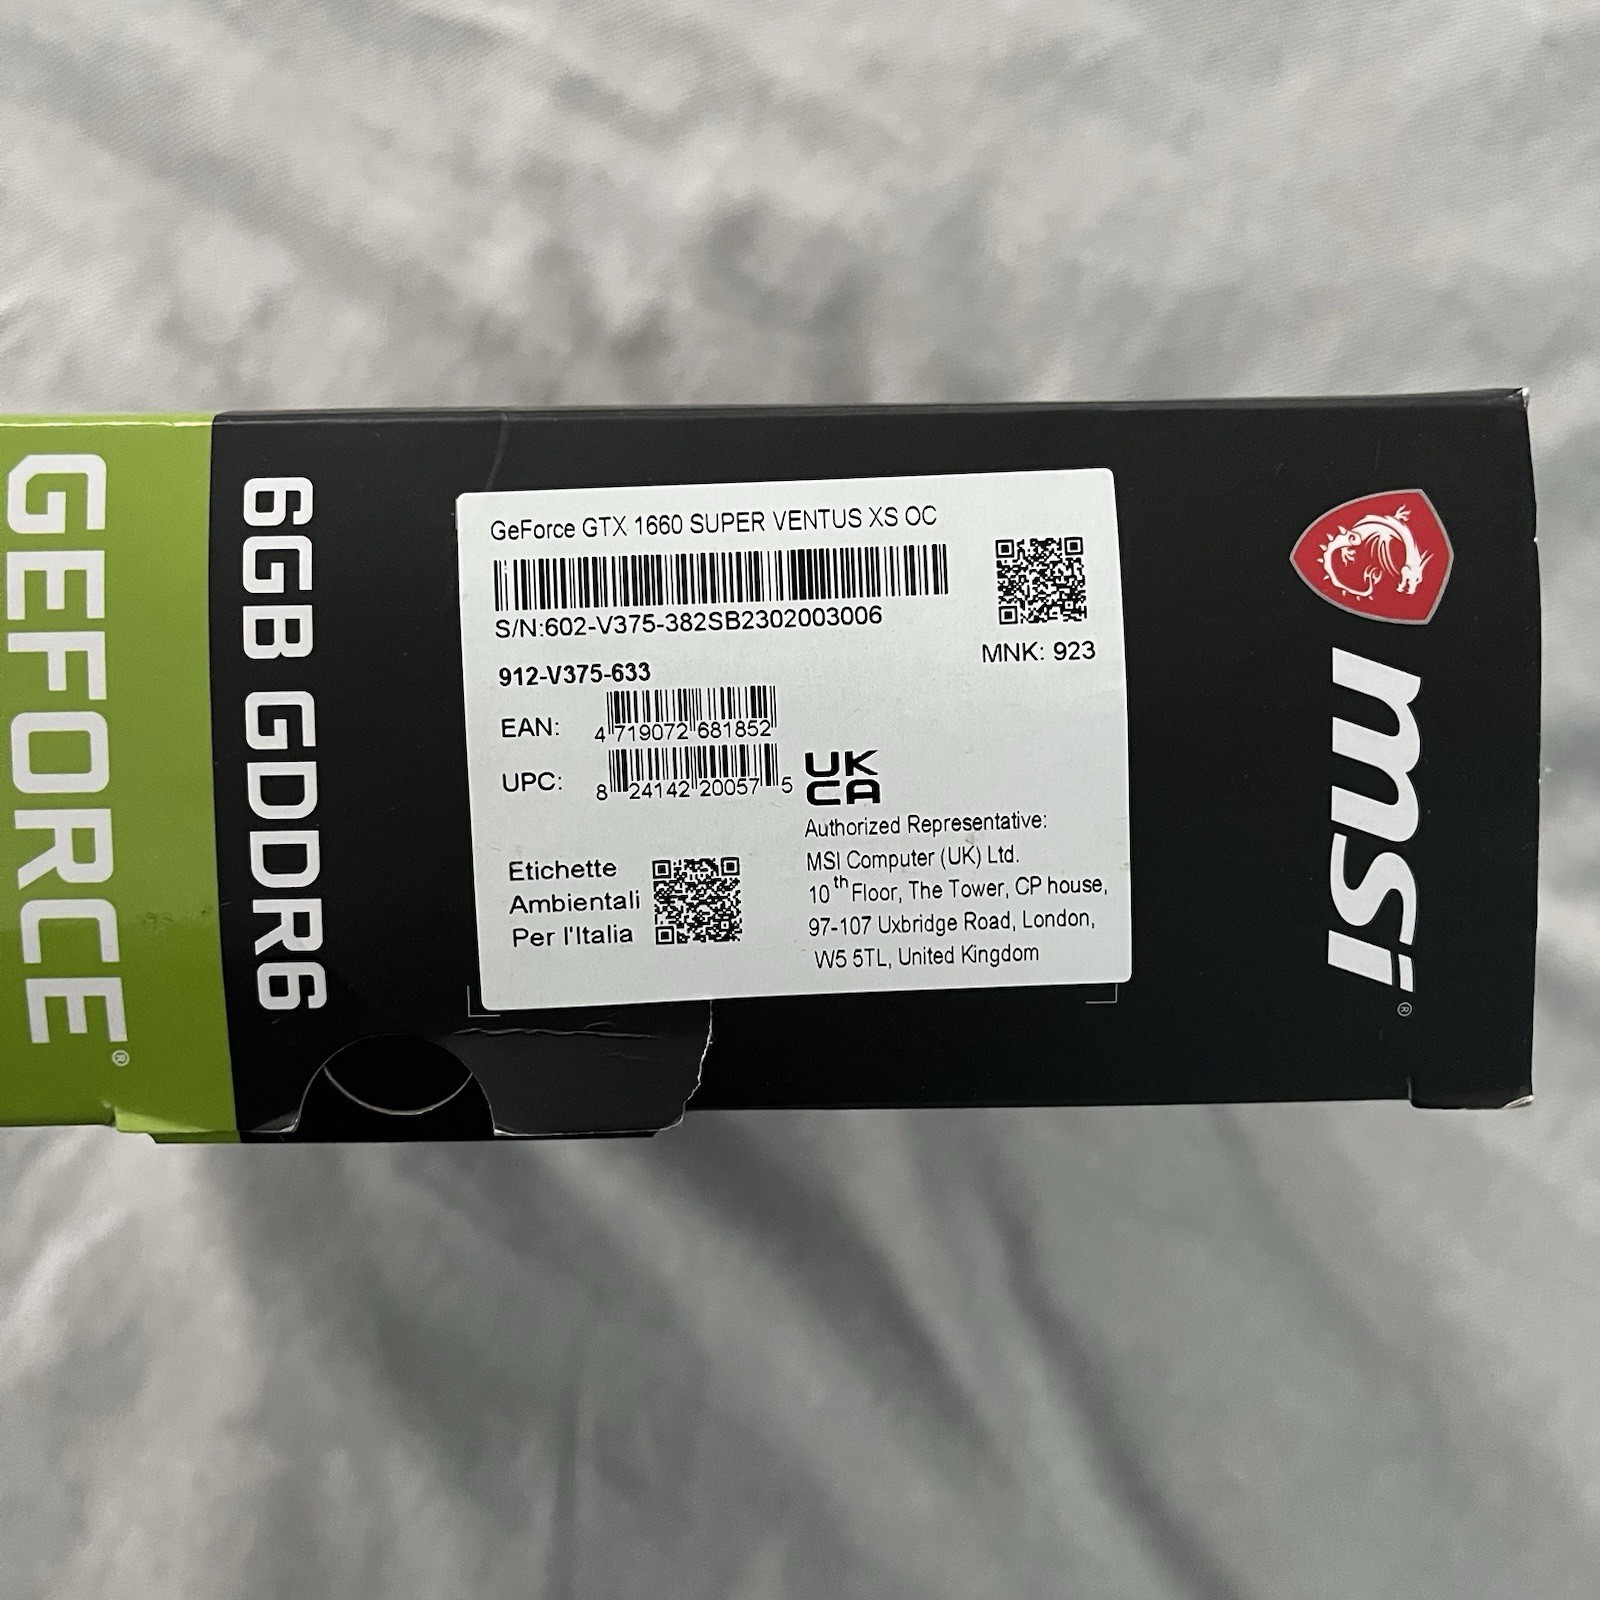 GEFORCE®
6GB GDDR6
GeForce GTX 1660 SUPER VENTUS XS OC
S/N:602-V375-382SB2302003006
MNK: 923
912-V375-633
EAN: 4 719072 681852
UPC: 8 24142 20057 5
UK
CA
Authorized Representative:
MSI Computer (UK) Ltd.
10th Floor, The Tower, CP house,
97-107 Uxbridge Road, London,
W5 5TL, United Kingdom
Etichette
Ambientali
Per l'Italia
msi®